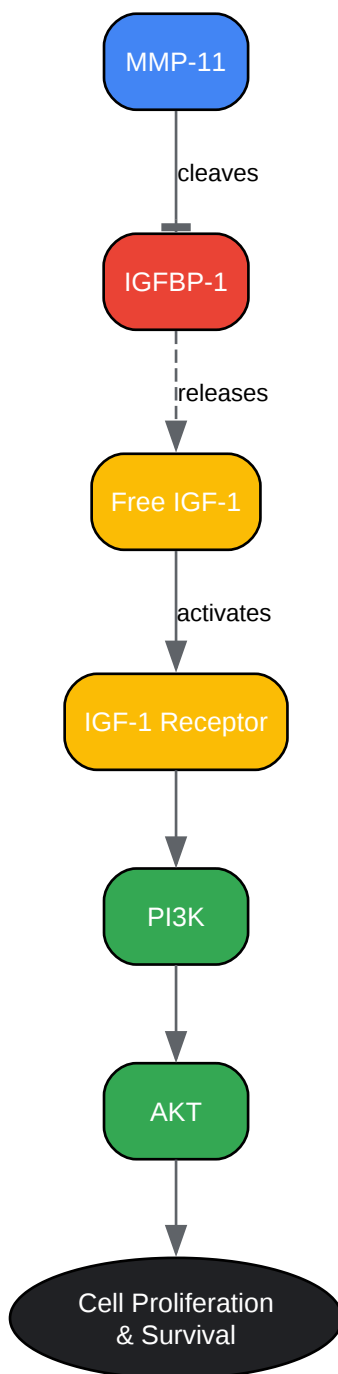 MMP-11
cleaves
IGFBP-1
releases
Free IGF-1
activates
IGF-1 Receptor
PI3K
AKT
Cell Proliferation
& Survival